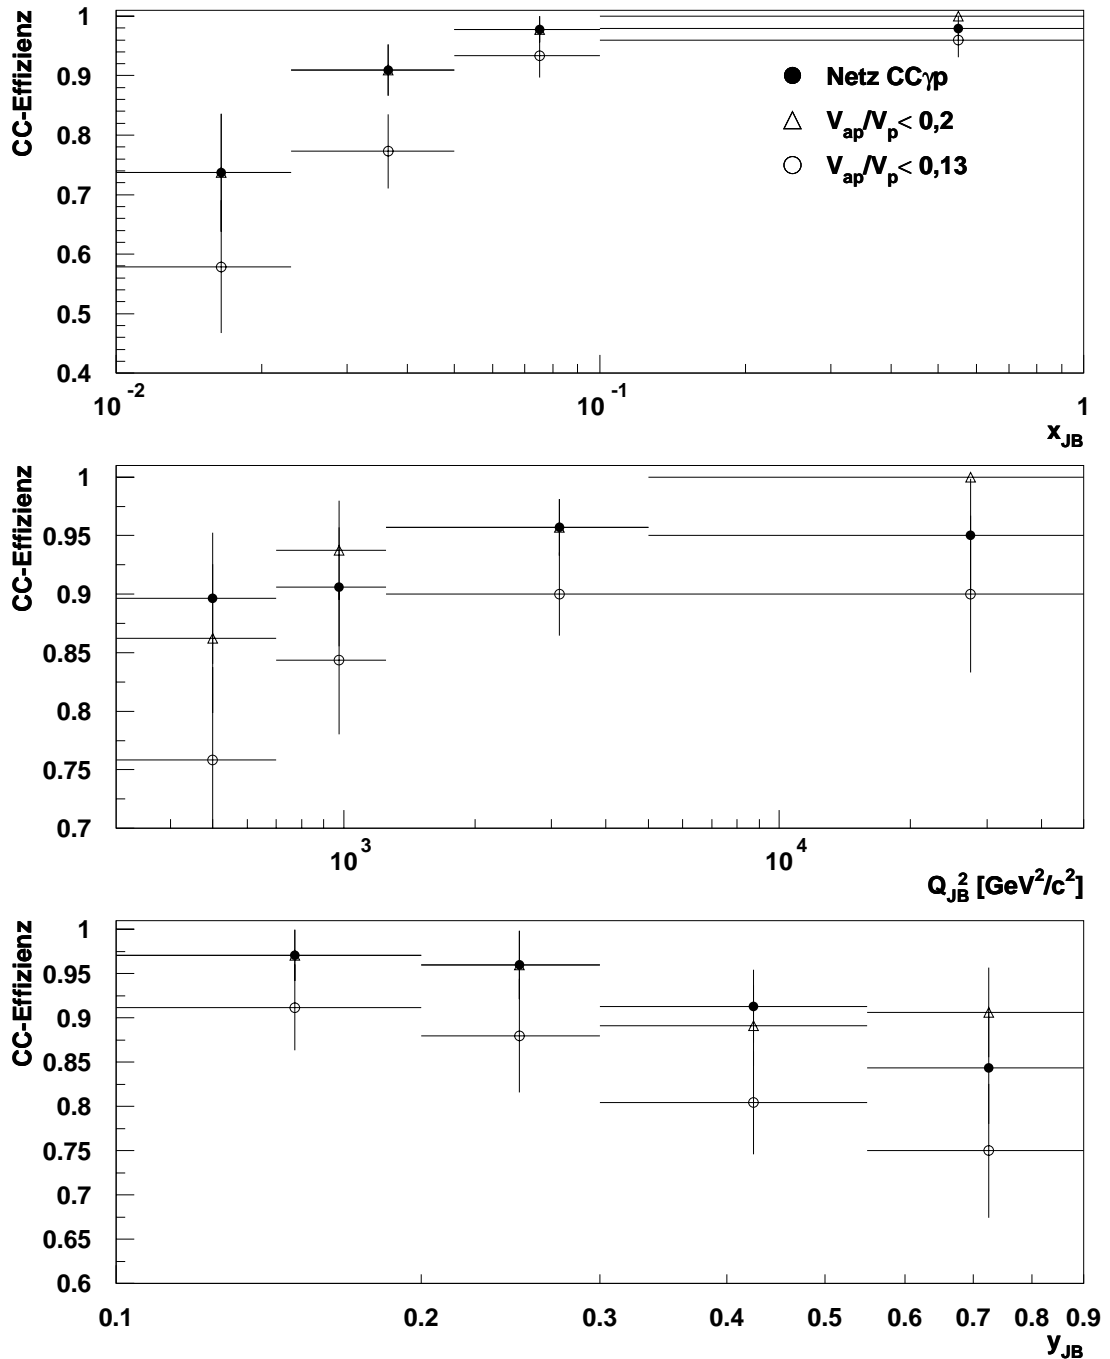 CC-Effizienz
1
0.9
0.8
0.7
0.6
0.5
0.4
10^-2
10^-1
1
x_JB
Netz CCγp
V_ap/V_p< 0,2
V_ap/V_p< 0,13
CC-Effizienz
1
0.95
0.9
0.85
0.8
0.75
0.7
10^3
10^4
Q_JB^2 [GeV^2/c^2]
CC-Effizienz
1
0.95
0.9
0.85
0.8
0.75
0.7
0.65
0.6
0.1 0.2 0.3 0.4 0.5 0.6 0.7 0.8 0.9
y_JB